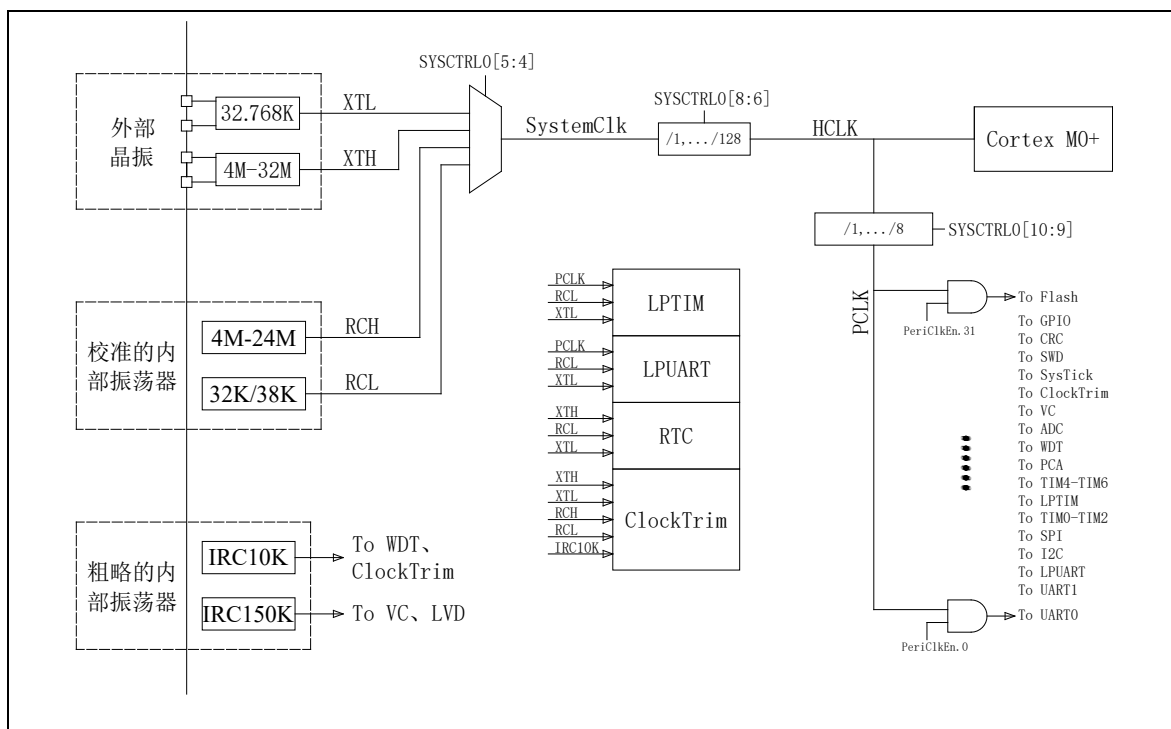 SYSCTRL0[5:4]
外部
晶振
32.768K
XTL
4M-32M
XTH
SystemClk
SYSCTRL0[8:6]
/1,.../128
HCLK
Cortex M0+
/1,.../8
SYSCTRL0[10:9]
校准的内
部振荡器
4M-24M
RCH
32K/38K
RCL
粗略的内
部振荡器
IRC10K
To WDT、
ClockTrim
IRC150K
To VC、LVD
PCLK
RCL
XTL
LPTIM
PCLK
RCL
XTL
LPUART
XTH
RCL
XTL
RTC
XTH
XTL
RCH
RCL
IRC10K
ClockTrim
PCLK
PeriClkEn.31
To Flash
To GPIO
To CRC
To SWD
To SysTick
To ClockTrim
To VC
To ADC
To WDT
To PCA
To TIM4-TIM6
To LPTIM
To TIM0-TIM2
To SPI
To I2C
To LPUART
To UART1
To UART0
PeriClkEn.0